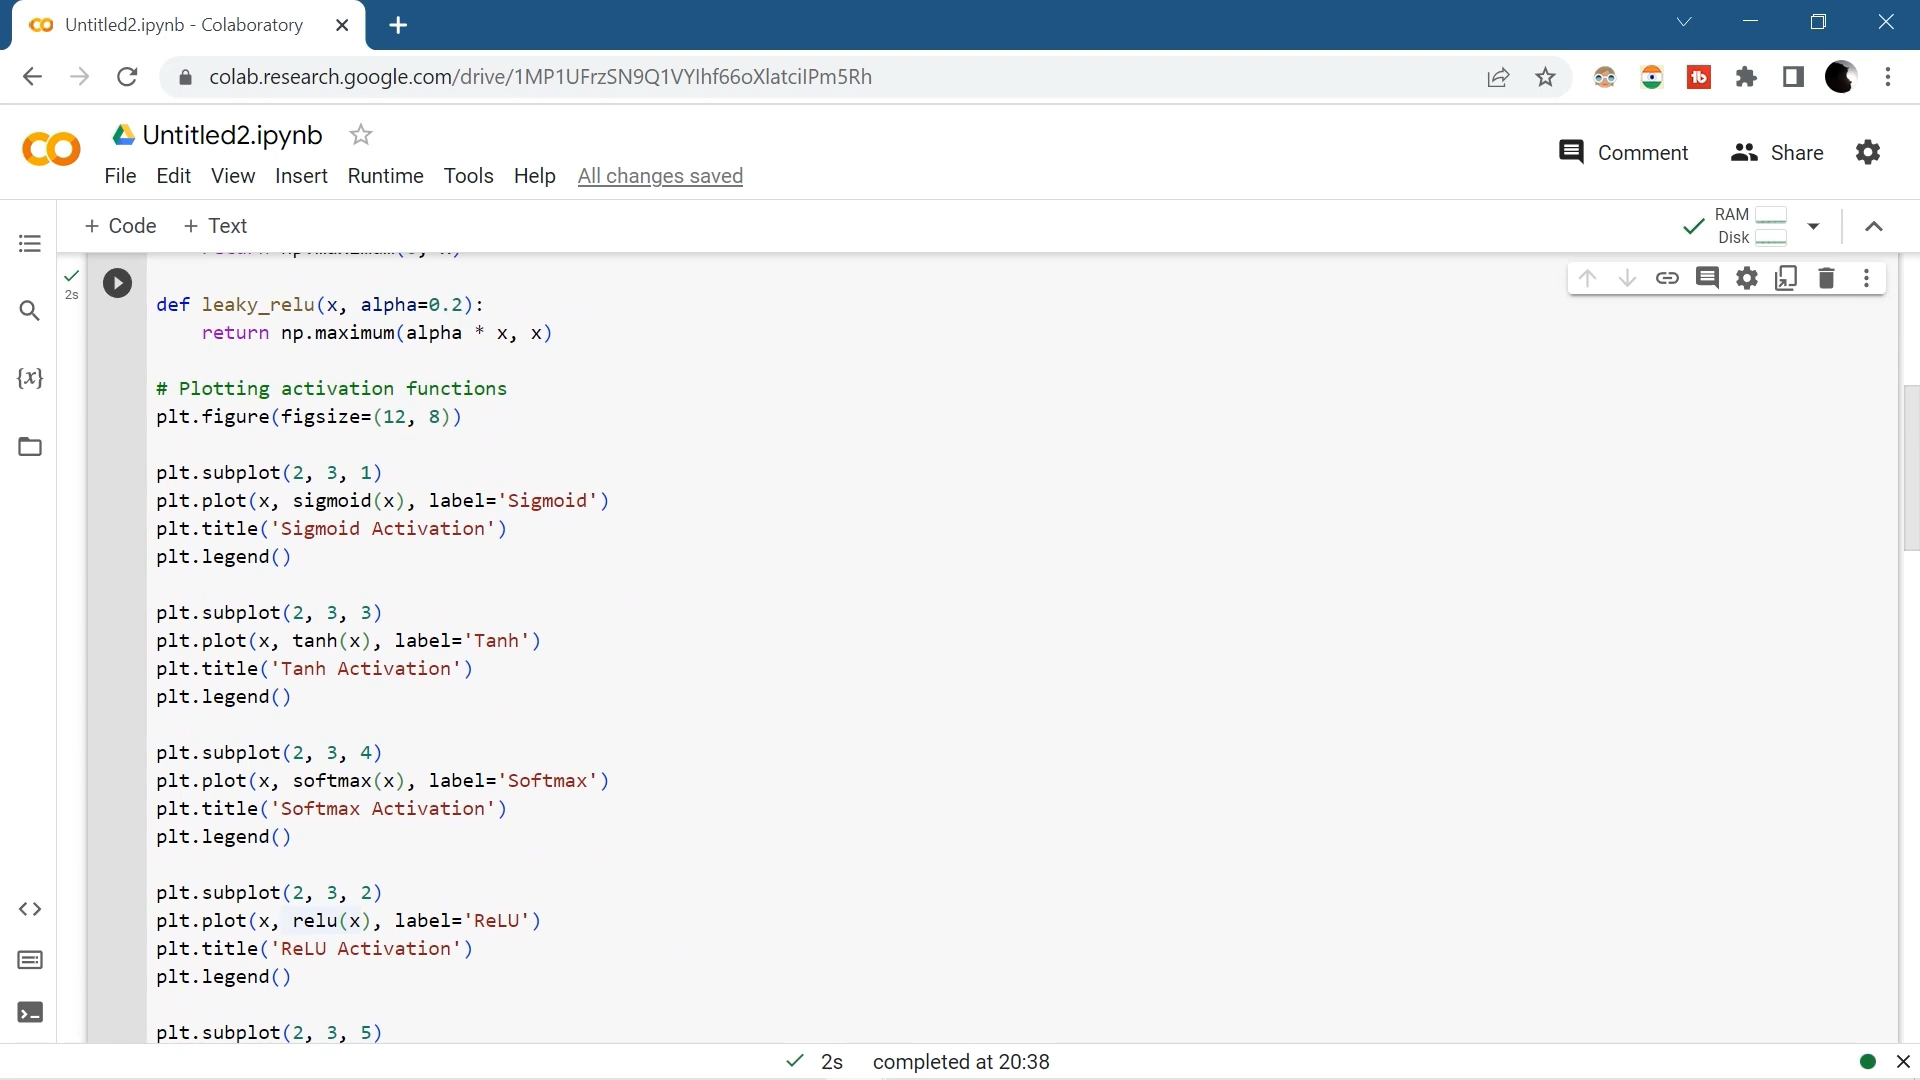 Untitled2.ipynb - Colaboratory
colab.research.google.com/drive/1MP1UFrzSN9Q1VYIhf66oXlatciIPm5Rh
Untitled2.ipynb
Comment
Share
File Edit View Insert Runtime Tools Help All changes saved
+ Code + Text
RAM
Disk
2s
def leaky_relu(x, alpha=0.2):
    return np.maximum(alpha * x, x)
# Plotting activation functions
plt.figure(figsize=(12, 8))
plt.subplot(2, 3, 1)
plt.plot(x, sigmoid(x), label='Sigmoid')
plt.title('Sigmoid Activation')
plt.legend()
plt.subplot(2, 3, 3)
plt.plot(x, tanh(x), label='Tanh')
plt.title('Tanh Activation')
plt.legend()
plt.subplot(2, 3, 4)
plt.plot(x, softmax(x), label='Softmax')
plt.title('Softmax Activation')
plt.legend()
plt.subplot(2, 3, 2)
plt.plot(x, relu(x), label='ReLU')
plt.title('ReLU Activation')
plt.legend()
plt.subplot(2, 3, 5)
2s completed at 20:38